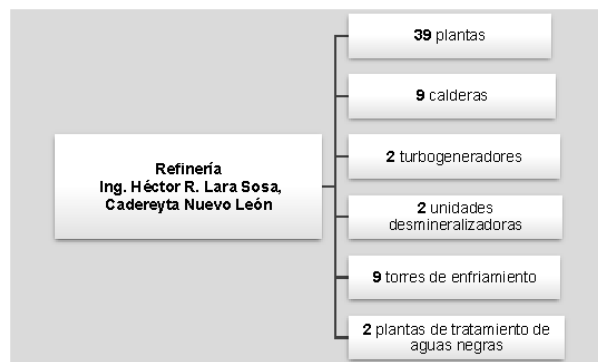 Refinería
Ing. Héctor R. Lara Sosa,
Cadereyta Nuevo León
39 plantas
9 calderas
2 turbogeneradores
2 unidades
desmineralizadoras
9 torres de enfriamiento
2 plantas de tratamiento de
aguas negras